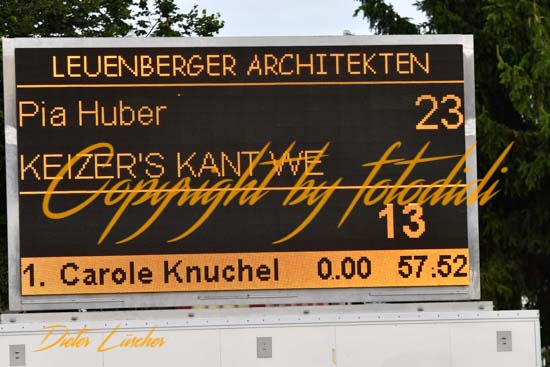 LEUENBERGER ARCHITEKTEN
Pia Huber 23
KEIZER'S KANT WE
Copyright by fotodidi
13
1. Carole Knuchel 0.00 57:52
Dieter Lüscher